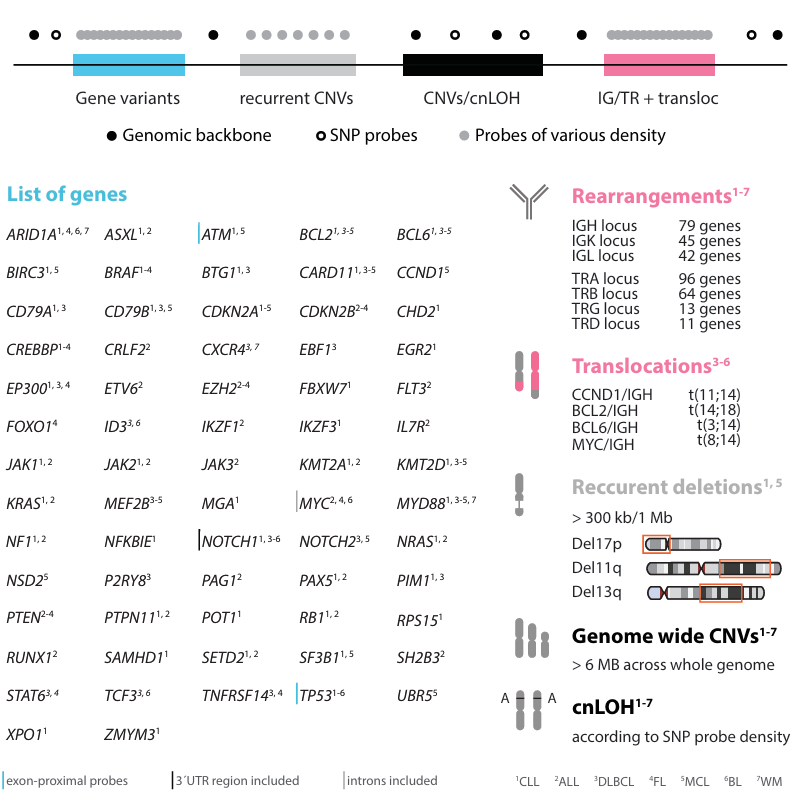 Gene variants recurrent CNVs CNVs/cnLOH IG/TR + transloc
Genomic backbone SNP probes Probes of various density
List of genes
ARID1A1, 4, 6, 7 ASXL1, 2 ATM1, 5 BCL21, 3-5 BCL61, 3-5
BIRC31, 5 BRAF1-4 BTG11, 3 CARD111, 3-5 CCND15
CD79A1, 3 CD79B1, 3, 5 CDKN2A1-5 CDKN2B2-4 CHD21
CREBBP1-4 CRLF22 CXCR43, 7 EBF13 EGR21
EP3001, 3, 4 ETV62 EZH22-4 FBXW71 FLT32
FOXO14 ID33, 6 IKZF12 IKZF31 IL7R2
JAK11, 2 JAK21, 2 JAK32 KMT2A1, 2 KMT2D1, 3-5
KRAS1, 2 MEF2B3-5 MGA1 MYC2, 4, 6 MYD881, 3-5, 7
NF11, 2 NFKBIE1 NOTCH11, 3-6 NOTCH23, 5 NRAS1, 2
NSD25 P2RY83 PAG12 PAX51, 2 PIM11, 3
PTEN2-4 PTPN111, 2 POT11 RB11, 2 RPS151
RUNX12 SAMHD11 SETD21, 2 SF3B11, 5 SH2B32
STAT63, 4 TCF33, 6 TNFRSF143, 4 TP531-6 UBR55
XPO11 ZMYM31
exon-proximal probes 3´UTR region included introns included
Rearrangements1-7
IGH locus 79 genes
IGK locus 45 genes
IGL locus 42 genes
TRA locus 96 genes
TRB locus 64 genes
TRG locus 13 genes
TRD locus 11 genes
Translocations3-6
CCND1/IGH t(11;14)
BCL2/IGH t(14;18)
BCL6/IGH t(3;14)
MYC/IGH t(8;14)
Reccurent deletions1, 5
> 300 kb/1 Mb
Del17p
Del11q
Del13q
Genome wide CNVs1-7
> 6 MB across whole genome
A A cnLOH1-7
according to SNP probe density
1CLL 2ALL 3DLBCL 4FL 5MCL 6BL 7WM